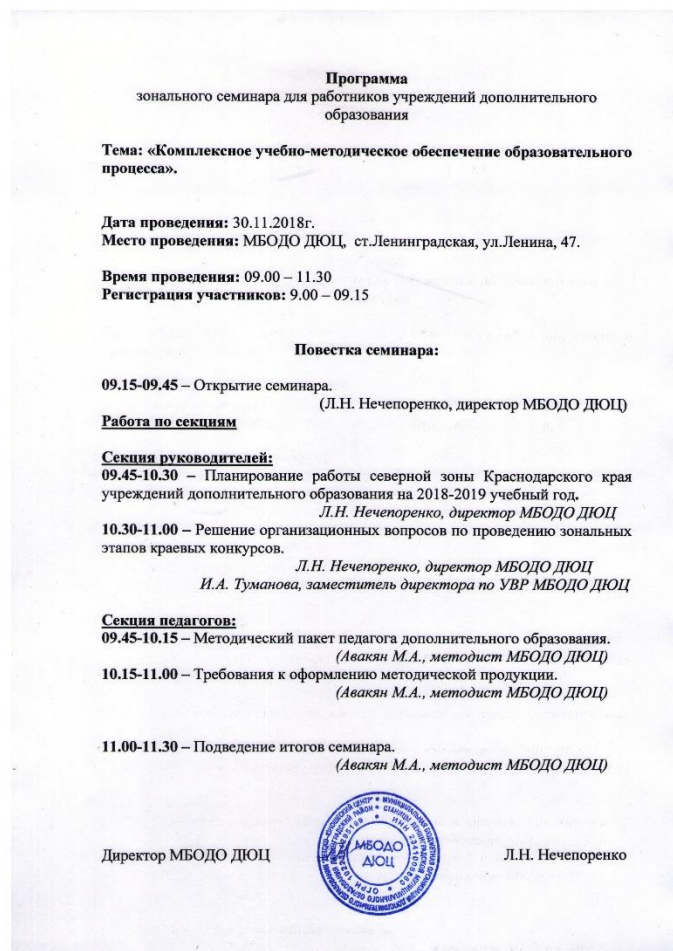 Программа
зонального семинара для работников учреждений дополнительного
образования
Тема: «Комплексное учебно-методическое обеспечение образовательного
процесса».
Дата проведения: 30.11.2018г.
Место проведения: МБОДО ДЮЦ, ст.Ленинградская, ул.Ленина, 47.
Время проведения: 09.00 – 11.30
Регистрация участников: 9.00 – 09.15
Повестка семинара:
09.15-09.45 – Открытие семинара.
(Л.Н. Нечепоренко, директор МБОДО ДЮЦ)
Работа по секциям
Секция руководителей:
09.45-10.30 – Планирование работы северной зоны Краснодарского края
учреждений дополнительного образования на 2018-2019 учебный год.
Л.Н. Нечепоренко, директор МБОДО ДЮЦ
10.30-11.00 – Решение организационных вопросов по проведению зональных
этапов краевых конкурсов.
Л.Н. Нечепоренко, директор МБОДО ДЮЦ
И.А. Туманова, заместитель директора по УВР МБОДО ДЮЦ
Секция педагогов:
09.45-10.15 – Методический пакет педагога дополнительного образования.
(Авакян М.А., методист МБОДО ДЮЦ)
10.15-11.00 – Требования к оформлению методической продукции.
(Авакян М.А., методист МБОДО ДЮЦ)
11.00-11.30 – Подведение итогов семинара.
(Авакян М.А., методист МБОДО ДЮЦ)
МБОДО
ДЮЦ
Директор МБОДО ДЮЦ Л.Н. Нечепоренко